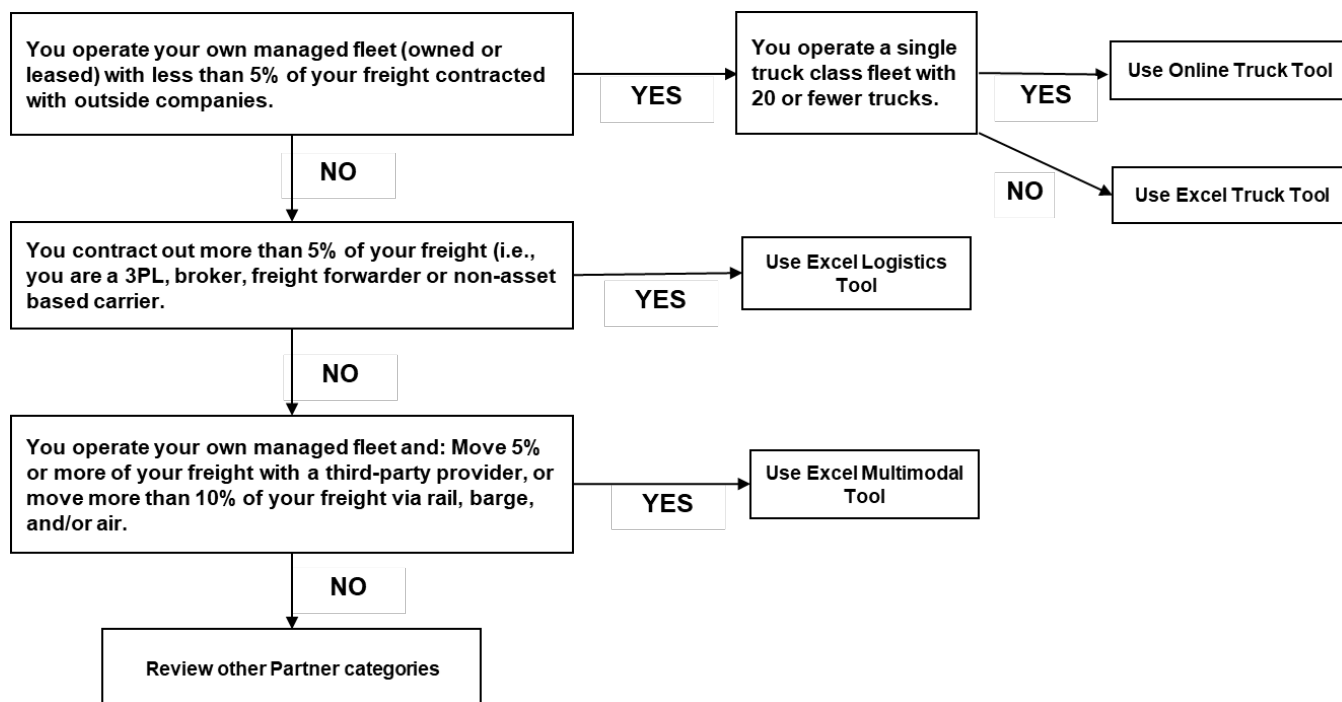 You operate your own managed fleet (owned or
leased) with less than 5% of your freight contracted
with outside companies.
YES
You operate a single
truck class fleet with
20 or fewer trucks.
YES
Use Online Truck Tool
NO
Use Excel Truck Tool
NO
You contract out more than 5% of your freight (i.e.,
you are a 3PL, broker, freight forwarder or non-asset
based carrier.
YES
Use Excel Logistics
Tool
NO
You operate your own managed fleet and: Move 5%
or more of your freight with a third-party provider, or
move more than 10% of your freight via rail, barge,
and/or air.
YES
Use Excel Multimodal
Tool
NO
Review other Partner categories